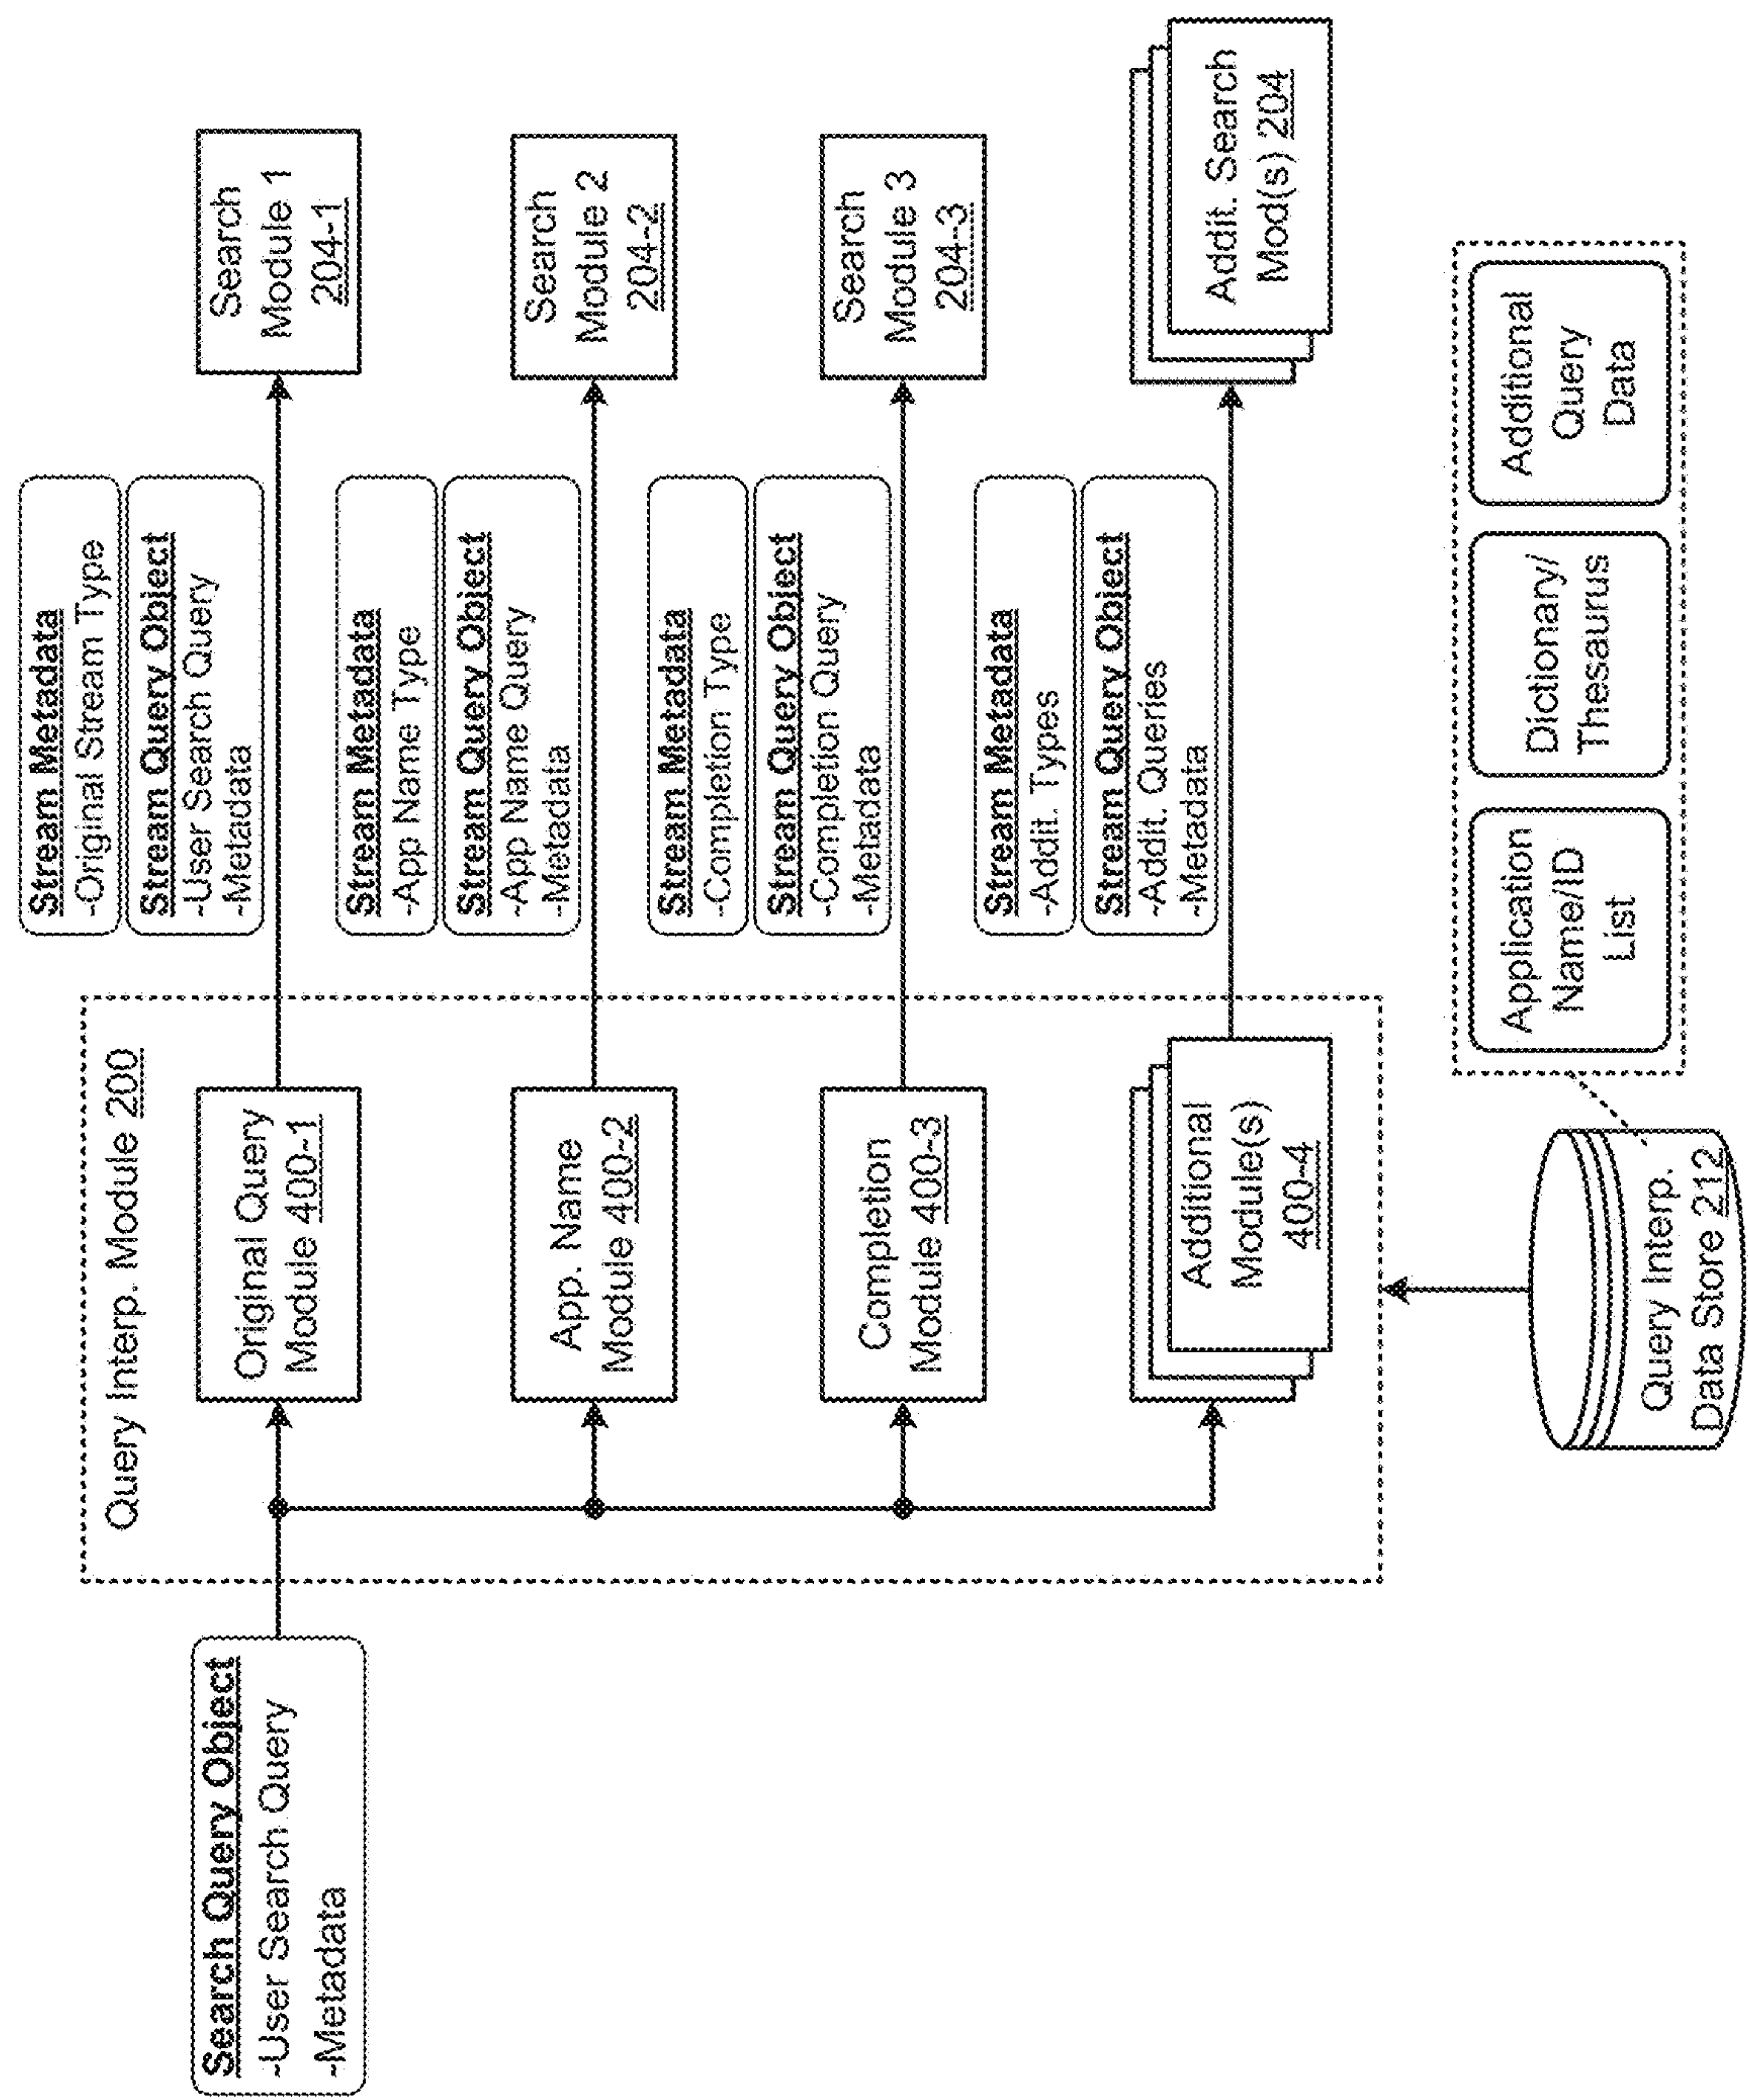 Search Query Object
-User Search Query
-Metadata
Query Interp. Module 200
Original Query
Module 400-1
App. Name
Module 400-2
Completion
Module 400-3
Additional
Module(s)
400-4
Stream Metadata
-Original Stream Type
Stream Query Object
-User Search Query
-Metadata
Stream Metadata
-App Name Type
Stream Query Object
-App Name Query
-Metadata
Stream Metadata
-Completion Type
Stream Query Object
-Completion Query
-Metadata
Stream Metadata
-Addit. Types
Stream Query Object
-Addit. Queries
-Metadata
Search
Module 1
204-1
Search
Module 2
204-2
Search
Module 3
204-3
Addit. Search
Mod(s) 204
Query Interp.
Data Store 212
Application
Name/ID
List
Dictionary/
Thesaurus
Additional
Query
Data